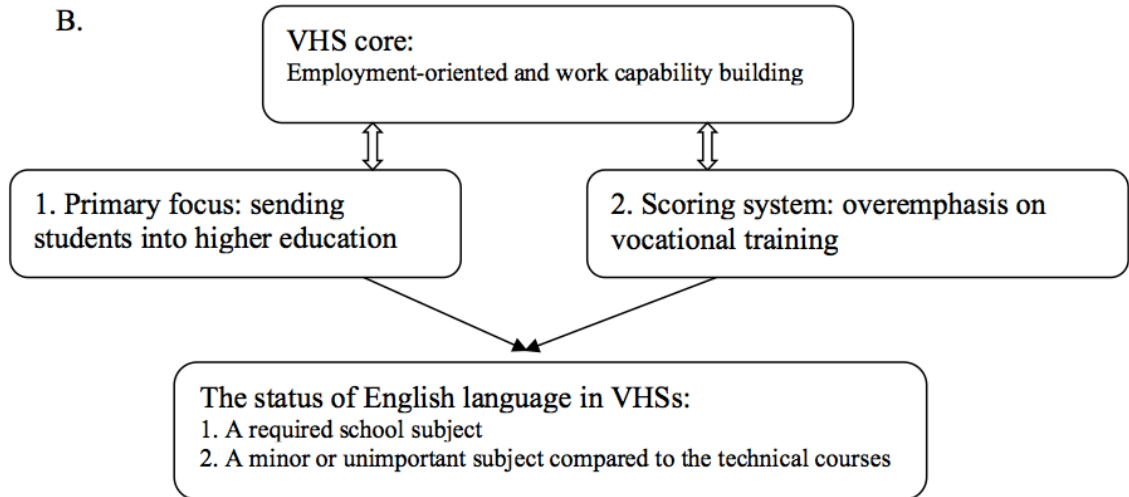 B.
VHS core:
Employment-oriented and work capability building
1. Primary focus: sending
students into higher education
2. Scoring system: overemphasis on
vocational training
The status of English language in VHSs:
1. A required school subject
2. A minor or unimportant subject compared to the technical courses